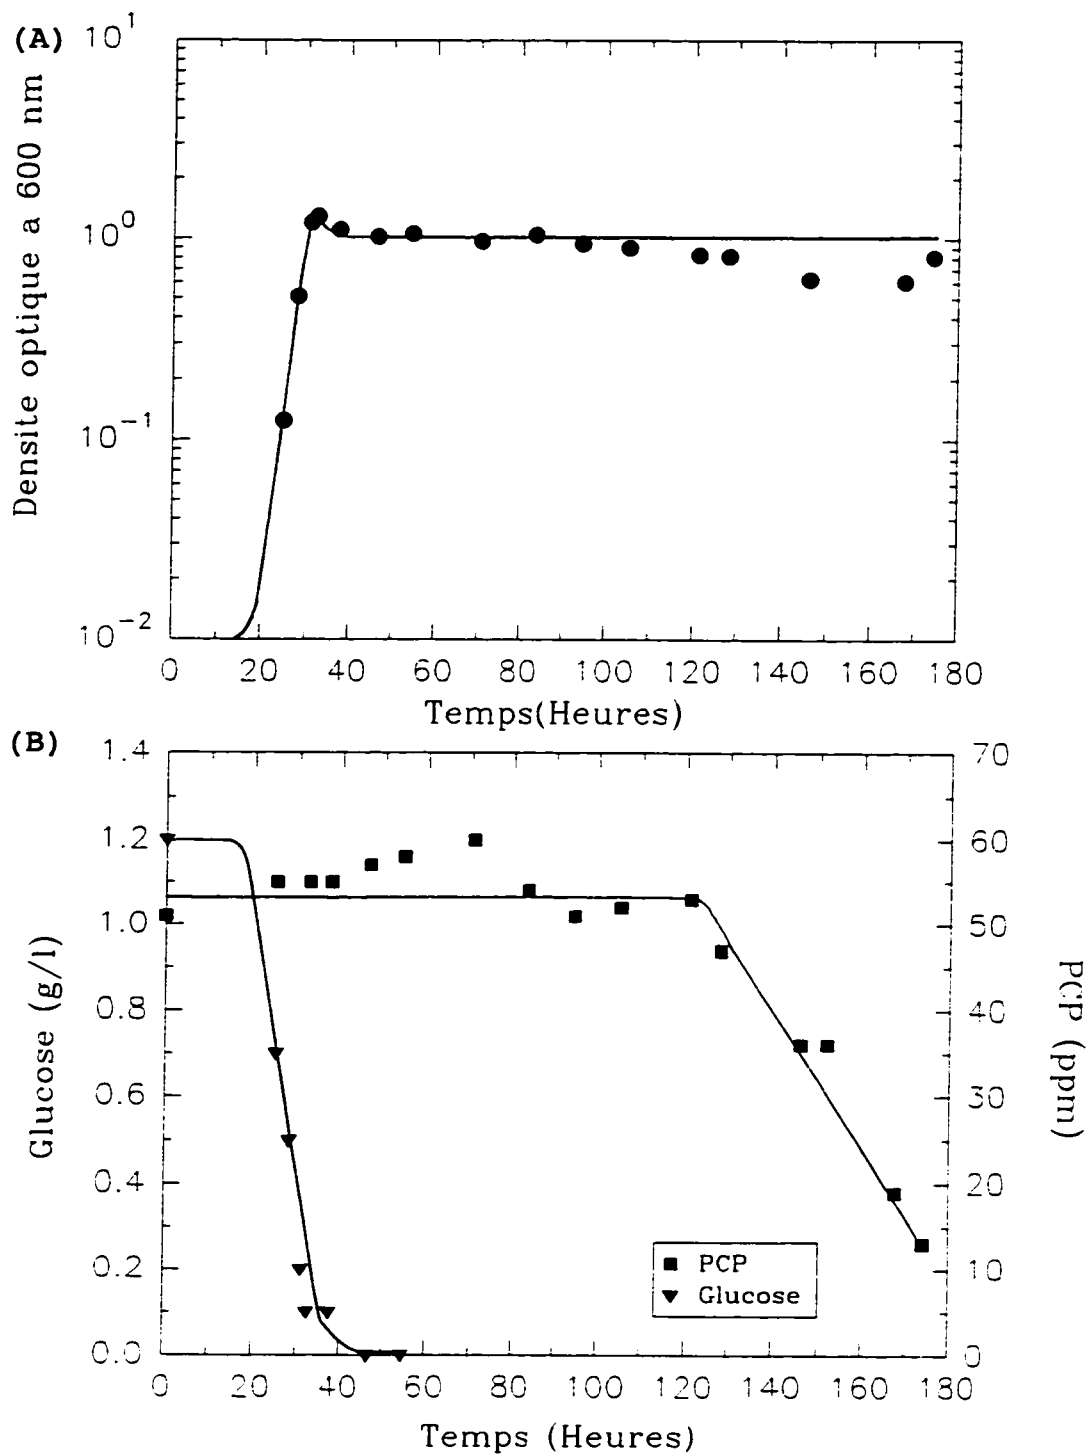 (A)
10^1
10^0
10^-1
10^-2
Densite optique a 600 nm
0 20 40 60 80 100 120 140 160 180
Temps(Heures)
(B)
1.4
1.2
1.0
0.8
0.6
0.4
0.2
0.0
Glucose (g/l)
70
60
50
40
30
20
10
0
PCP (ppm)
PCP
Glucose
0 20 40 60 80 100 120 140 160 180
Temps (Heures)